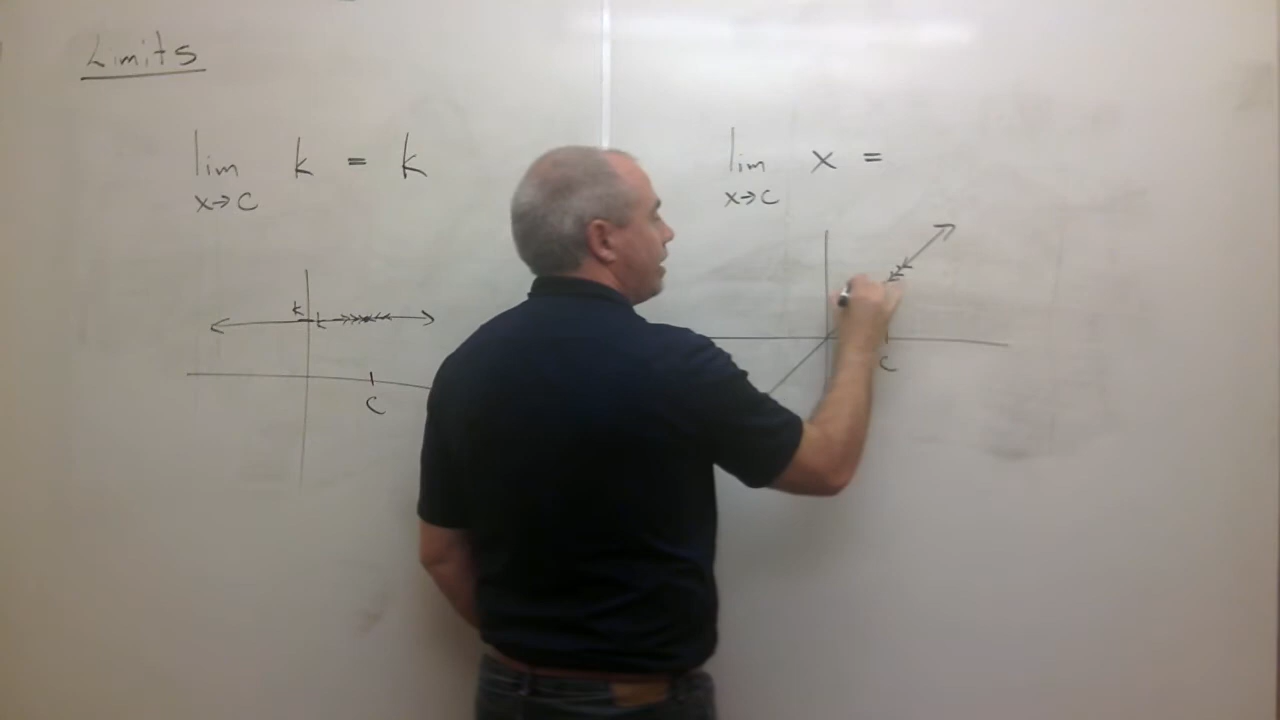 Limits
lim k = k
x→c
k
c
lim x =
x→c
c